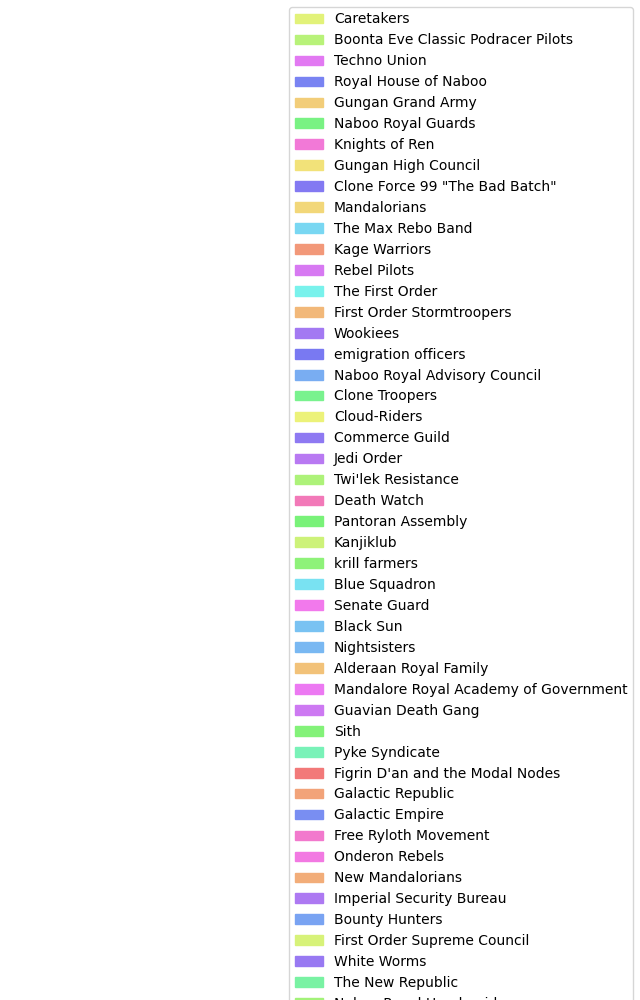 Caretakers
Boonta Eve Classic Podracer Pilots
Techno Union
Royal House of Naboo
Gungan Grand Army
Naboo Royal Guards
Knights of Ren
Gungan High Council
Clone Force 99 "The Bad Batch"
Mandalorians
The Max Rebo Band
Kage Warriors
Rebel Pilots
The First Order
First Order Stormtroopers
Wookiees
emigration officers
Naboo Royal Advisory Council
Clone Troopers
Cloud-Riders
Commerce Guild
Jedi Order
Twi'lek Resistance
Death Watch
Pantoran Assembly
Kanjiklub
krill farmers
Blue Squadron
Senate Guard
Black Sun
Nightsisters
Alderaan Royal Family
Mandalore Royal Academy of Government
Guavian Death Gang
Sith
Pyke Syndicate
Figrin D'an and the Modal Nodes
Galactic Republic
Galactic Empire
Free Ryloth Movement
Onderon Rebels
New Mandalorians
Imperial Security Bureau
Bounty Hunters
First Order Supreme Council
White Worms
The New Republic